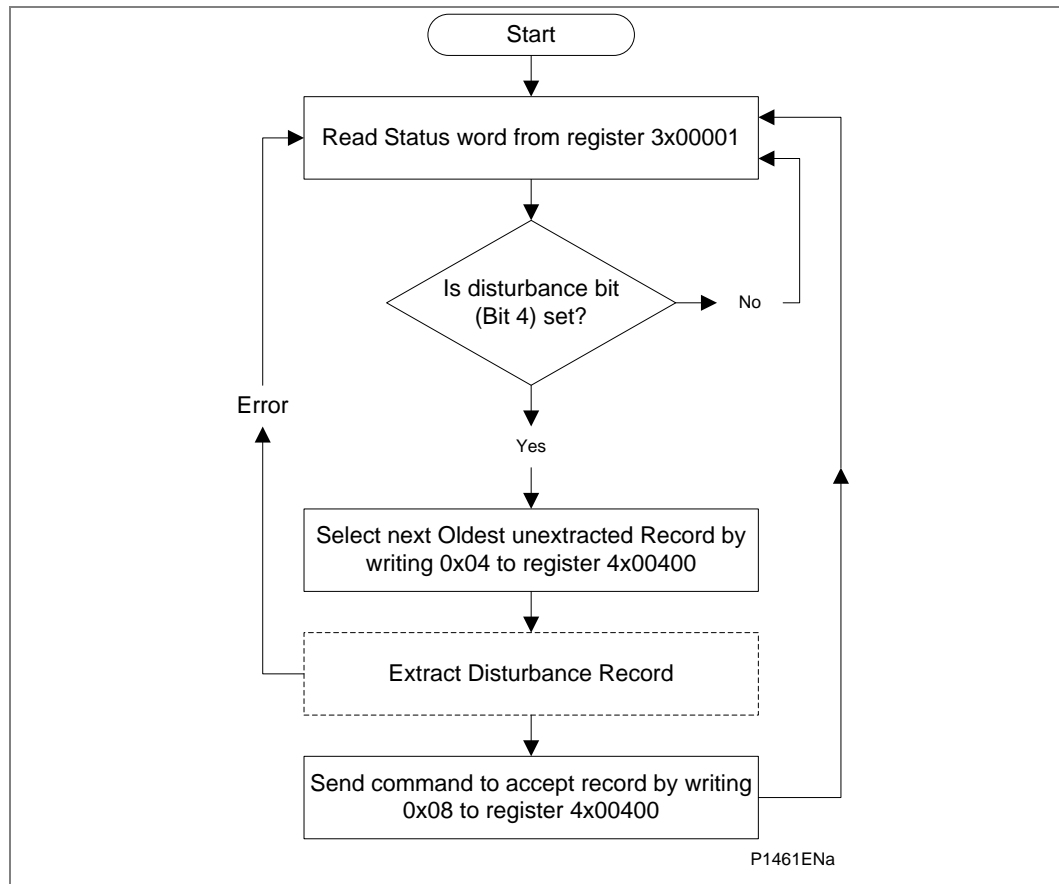 Start
Read Status word from register 3x00001
Is disturbance bit
(Bit 4) set?
No
Error
Yes
Select next Oldest unextracted Record by
writing 0x04 to register 4x00400
Extract Disturbance Record
Send command to accept record by writing
0x08 to register 4x00400
P1461ENa